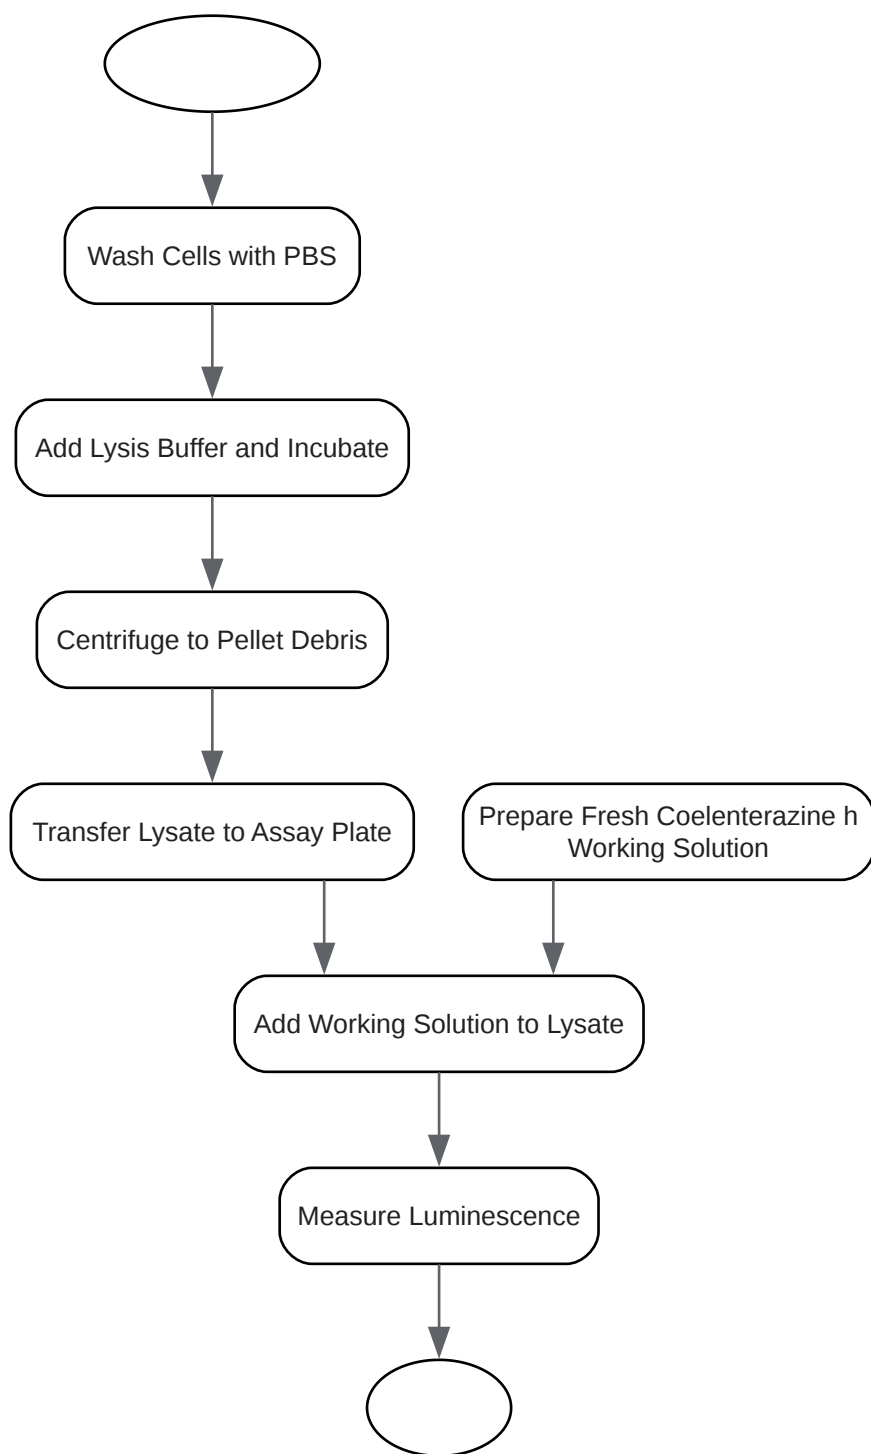 Wash Cells with PBS
Add Lysis Buffer and Incubate
Centrifuge to Pellet Debris
Transfer Lysate to Assay Plate
Prepare Fresh Coelenterazine h
Working Solution
Add Working Solution to Lysate
Measure Luminescence